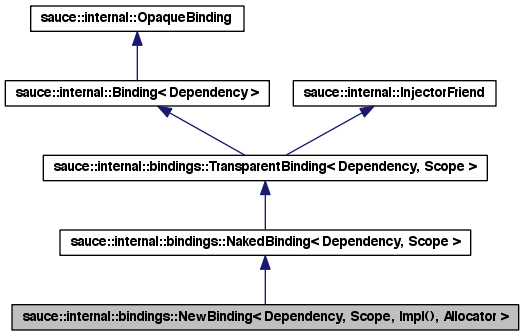 sauce::internal::OpaqueBinding
sauce::internal::Binding< Dependency >
sauce::internal::InjectorFriend
sauce::internal::bindings::TransparentBinding< Dependency, Scope >
sauce::internal::bindings::NakedBinding< Dependency, Scope >
sauce::internal::bindings::NewBinding< Dependency, Scope, Impl(), Allocator >